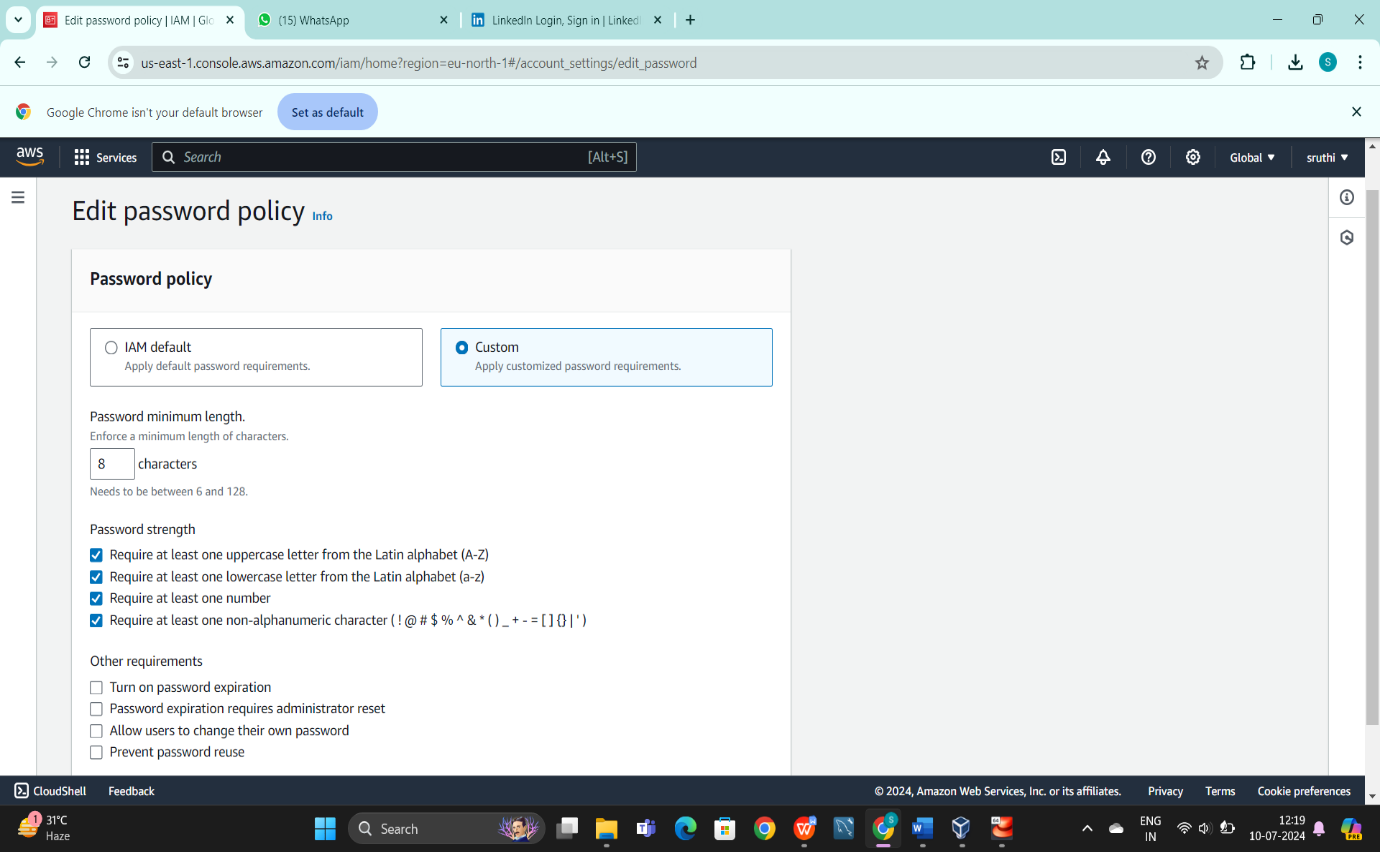 Edit password policy | IAM | Glo
(15) WhatsApp
LinkedIn Login, Sign in | Linked
us-east-1.console.aws.amazon.com/iam/home?region=eu-north-1#/account_settings/edit_password
S
Google Chrome isn't your default browser
Set as default
aws
Services
Search
[Alt+S]
Global
sruthi
Edit password policy Info
Password policy
IAM default
Apply default password requirements.
Custom
Apply customized password requirements.
Password minimum length.
Enforce a minimum length of characters.
8 characters
Needs to be between 6 and 128.
Password strength
Require at least one uppercase letter from the Latin alphabet (A-Z)
Require at least one lowercase letter from the Latin alphabet (a-z)
Require at least one number
Require at least one non-alphanumeric character ( ! @ # $ % ^ & * ( ) _ + - = [ ] { } | ' )
Other requirements
Turn on password expiration
Password expiration requires administrator reset
Allow users to change their own password
Prevent password reuse
CloudShell
Feedback
© 2024, Amazon Web Services, Inc. or its affiliates.
Privacy
Terms
Cookie preferences
1
31°C
Haze
Search
ENG
IN
12:19
10-07-2024
PRE